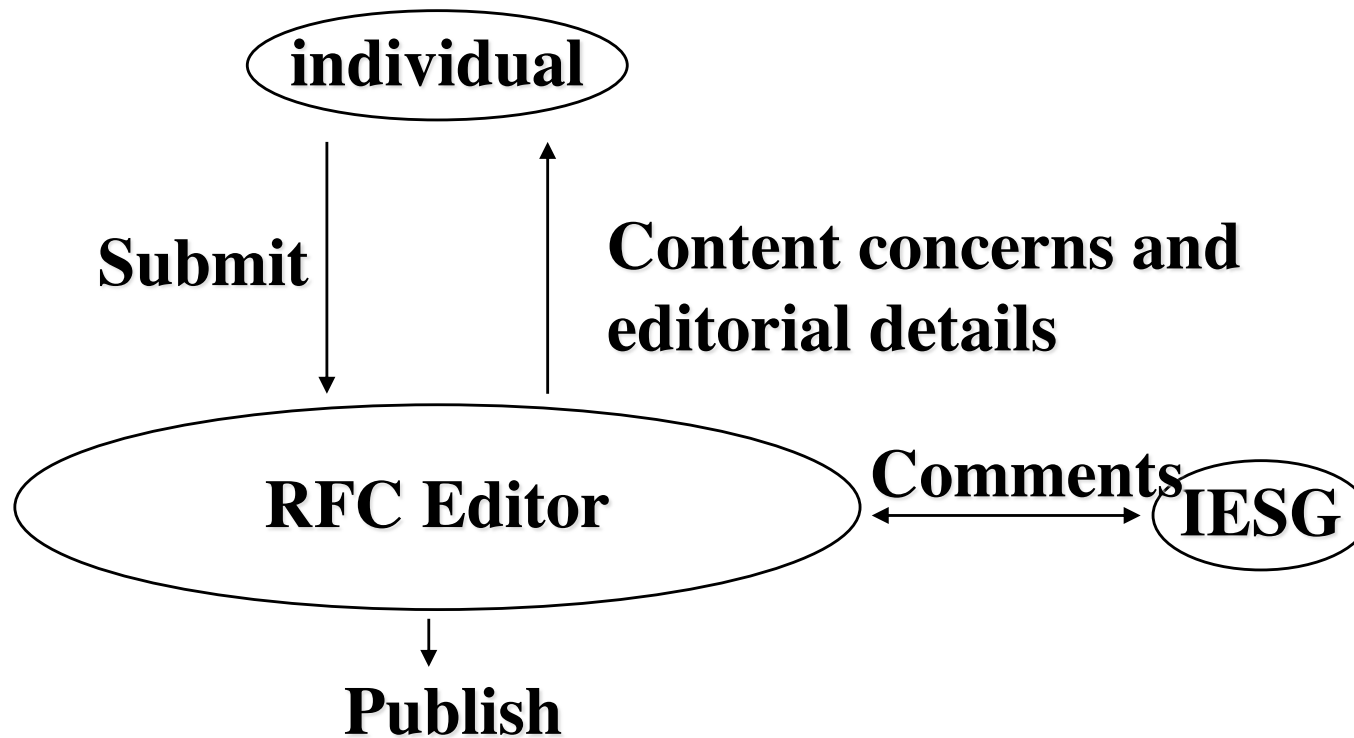 individual
Submit
Content concerns and
editorial details
RFC Editor
Comments
IESG
Publish